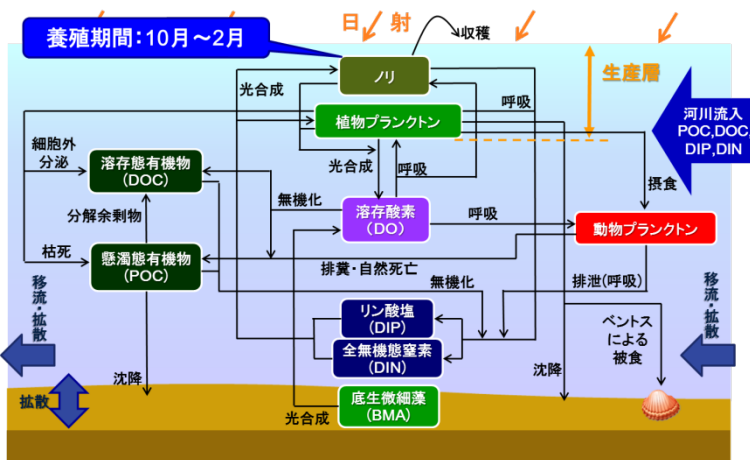 日 射
養殖期間:10月～2月
収穫
ノリ
生産層
光合成
呼吸
植物プランクトン
河川流入
POC,DOC,
DIP,DIN
細胞外
分泌
溶存態有機物
(DOC)
光合成
呼吸
摂食
無機化
分解余剰物
溶存酸素
(DO)
呼吸
動物プランクトン
枯死
懸濁態有機物
(POC)
排糞・自然死亡
無機化
排泄(呼吸)
移流・
拡散
移流・
拡散
リン酸塩
(DIP)
全無機態窒素
(DIN)
ベントス
による
被食
沈降
沈降
拡散
光合成
底生微細藻
(BMA)